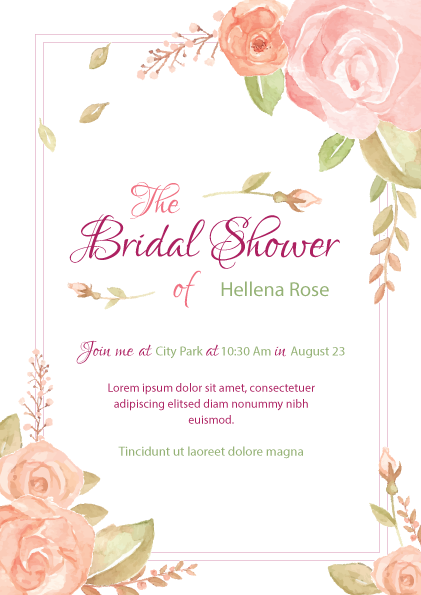 The
Bridal Shower
of Hellena Rose
Join me at City Park at 10:30 Am in August 23
Lorem ipsum dolor sit amet, consectetuer
adipiscing elitsed diam nonummy nibh
euismod.
Tincidunt ut laoreet dolore magna